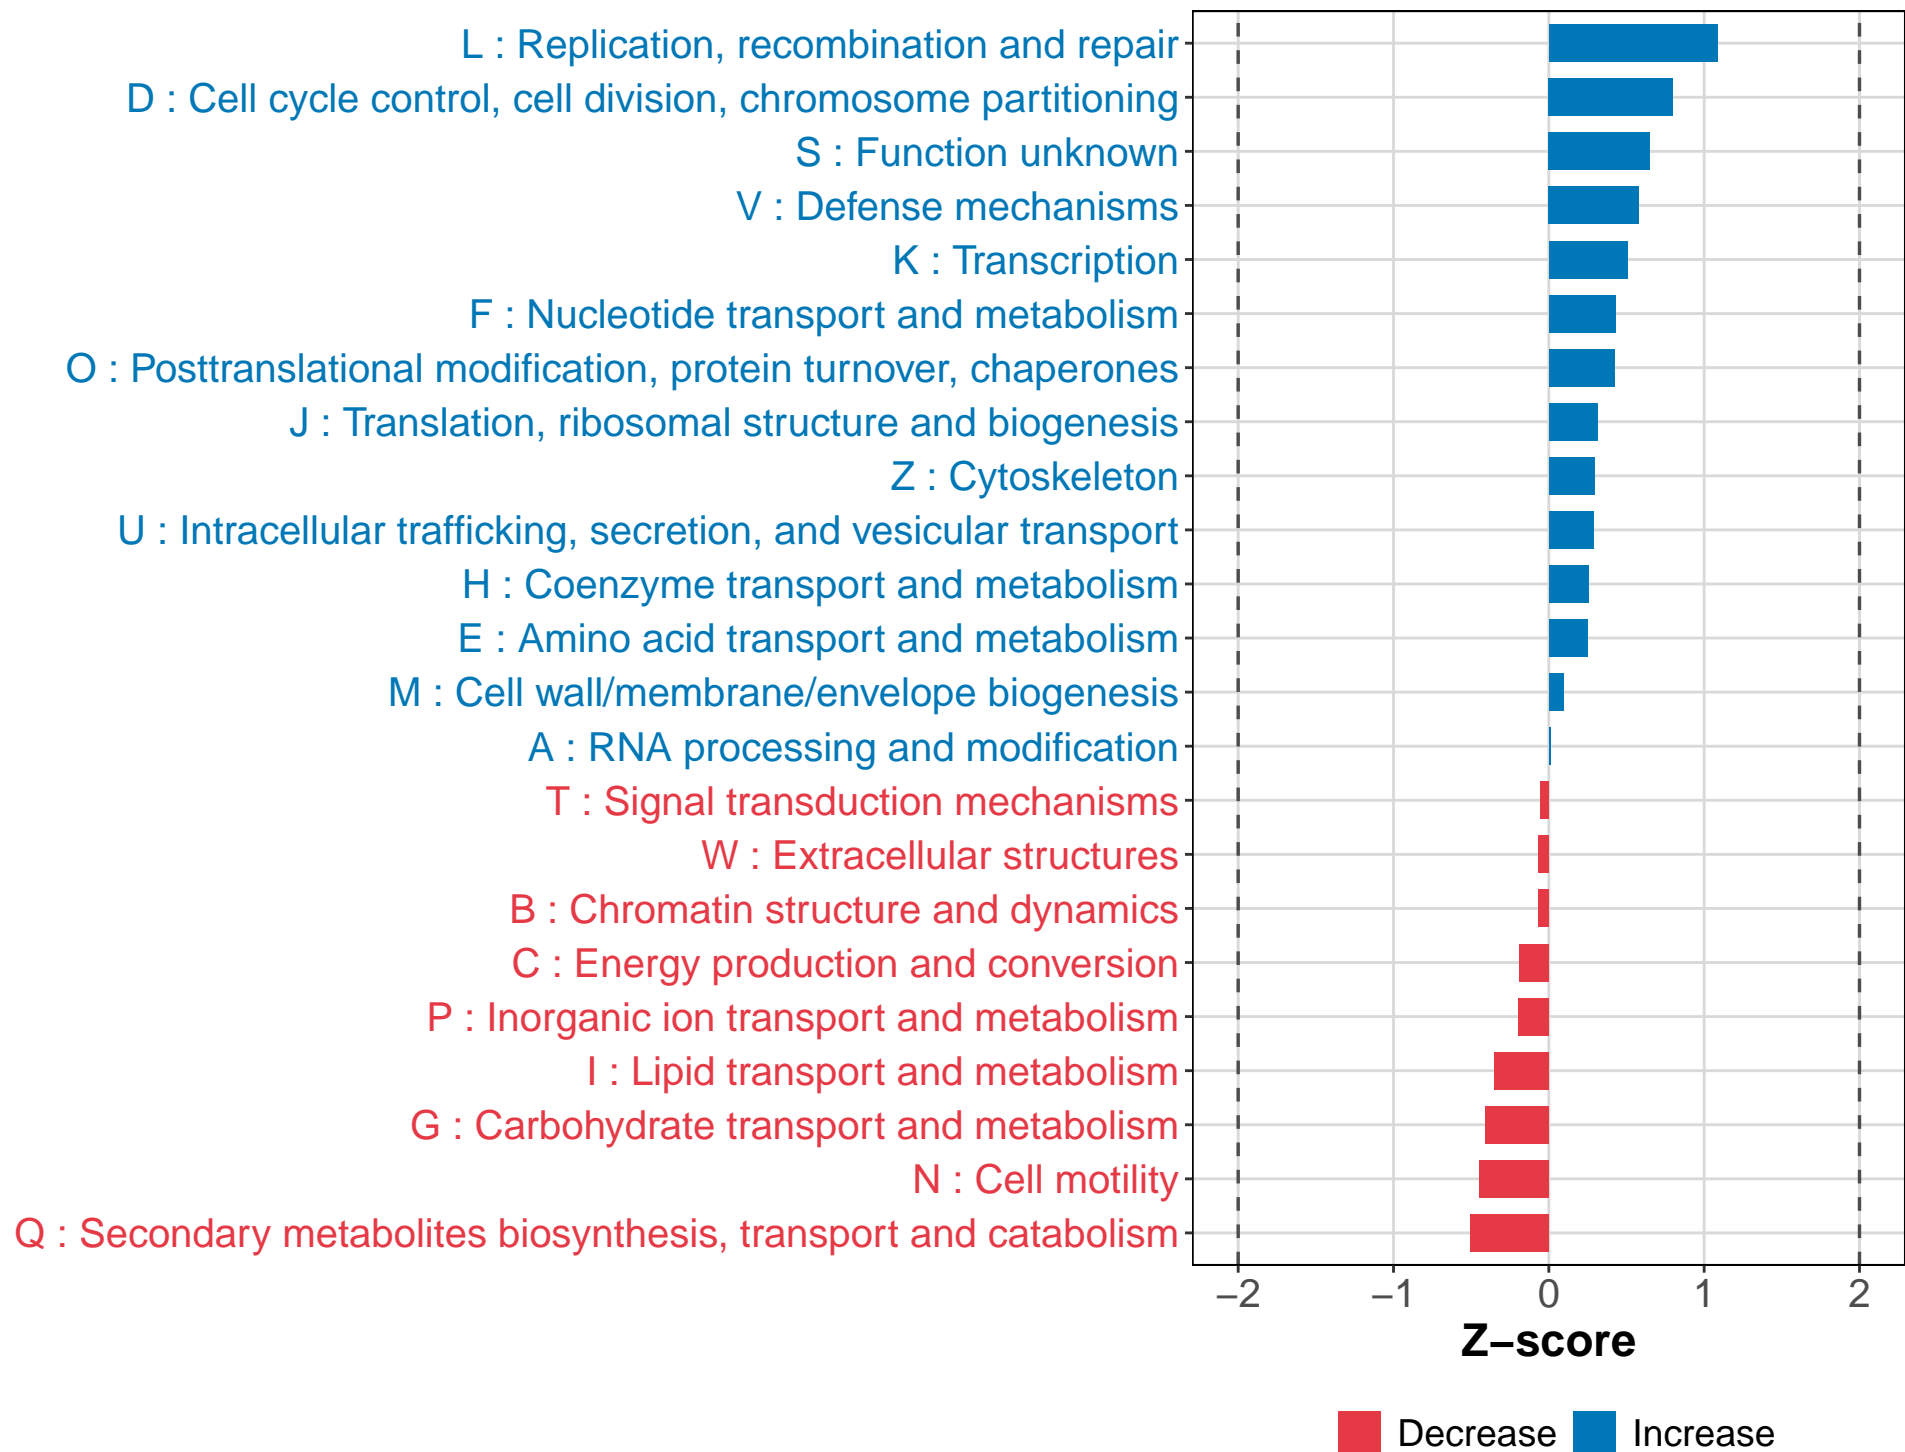 L : Replication, recombination and repair
D : Cell cycle control, cell division, chromosome partitioning
S : Function unknown
V : Defense mechanisms
K : Transcription
F : Nucleotide transport and metabolism
O : Posttranslational modification, protein turnover, chaperones
J : Translation, ribosomal structure and biogenesis
Z : Cytoskeleton
U : Intracellular trafficking, secretion, and vesicular transport
H : Coenzyme transport and metabolism
E : Amino acid transport and metabolism
M : Cell wall/membrane/envelope biogenesis
A : RNA processing and modification
T : Signal transduction mechanisms
W : Extracellular structures
B : Chromatin structure and dynamics
C : Energy production and conversion
P : Inorganic ion transport and metabolism
I : Lipid transport and metabolism
G : Carbohydrate transport and metabolism
N : Cell motility
Q : Secondary metabolites biosynthesis, transport and catabolism
−2 −1 0 1 2
Z−score
Decrease Increase